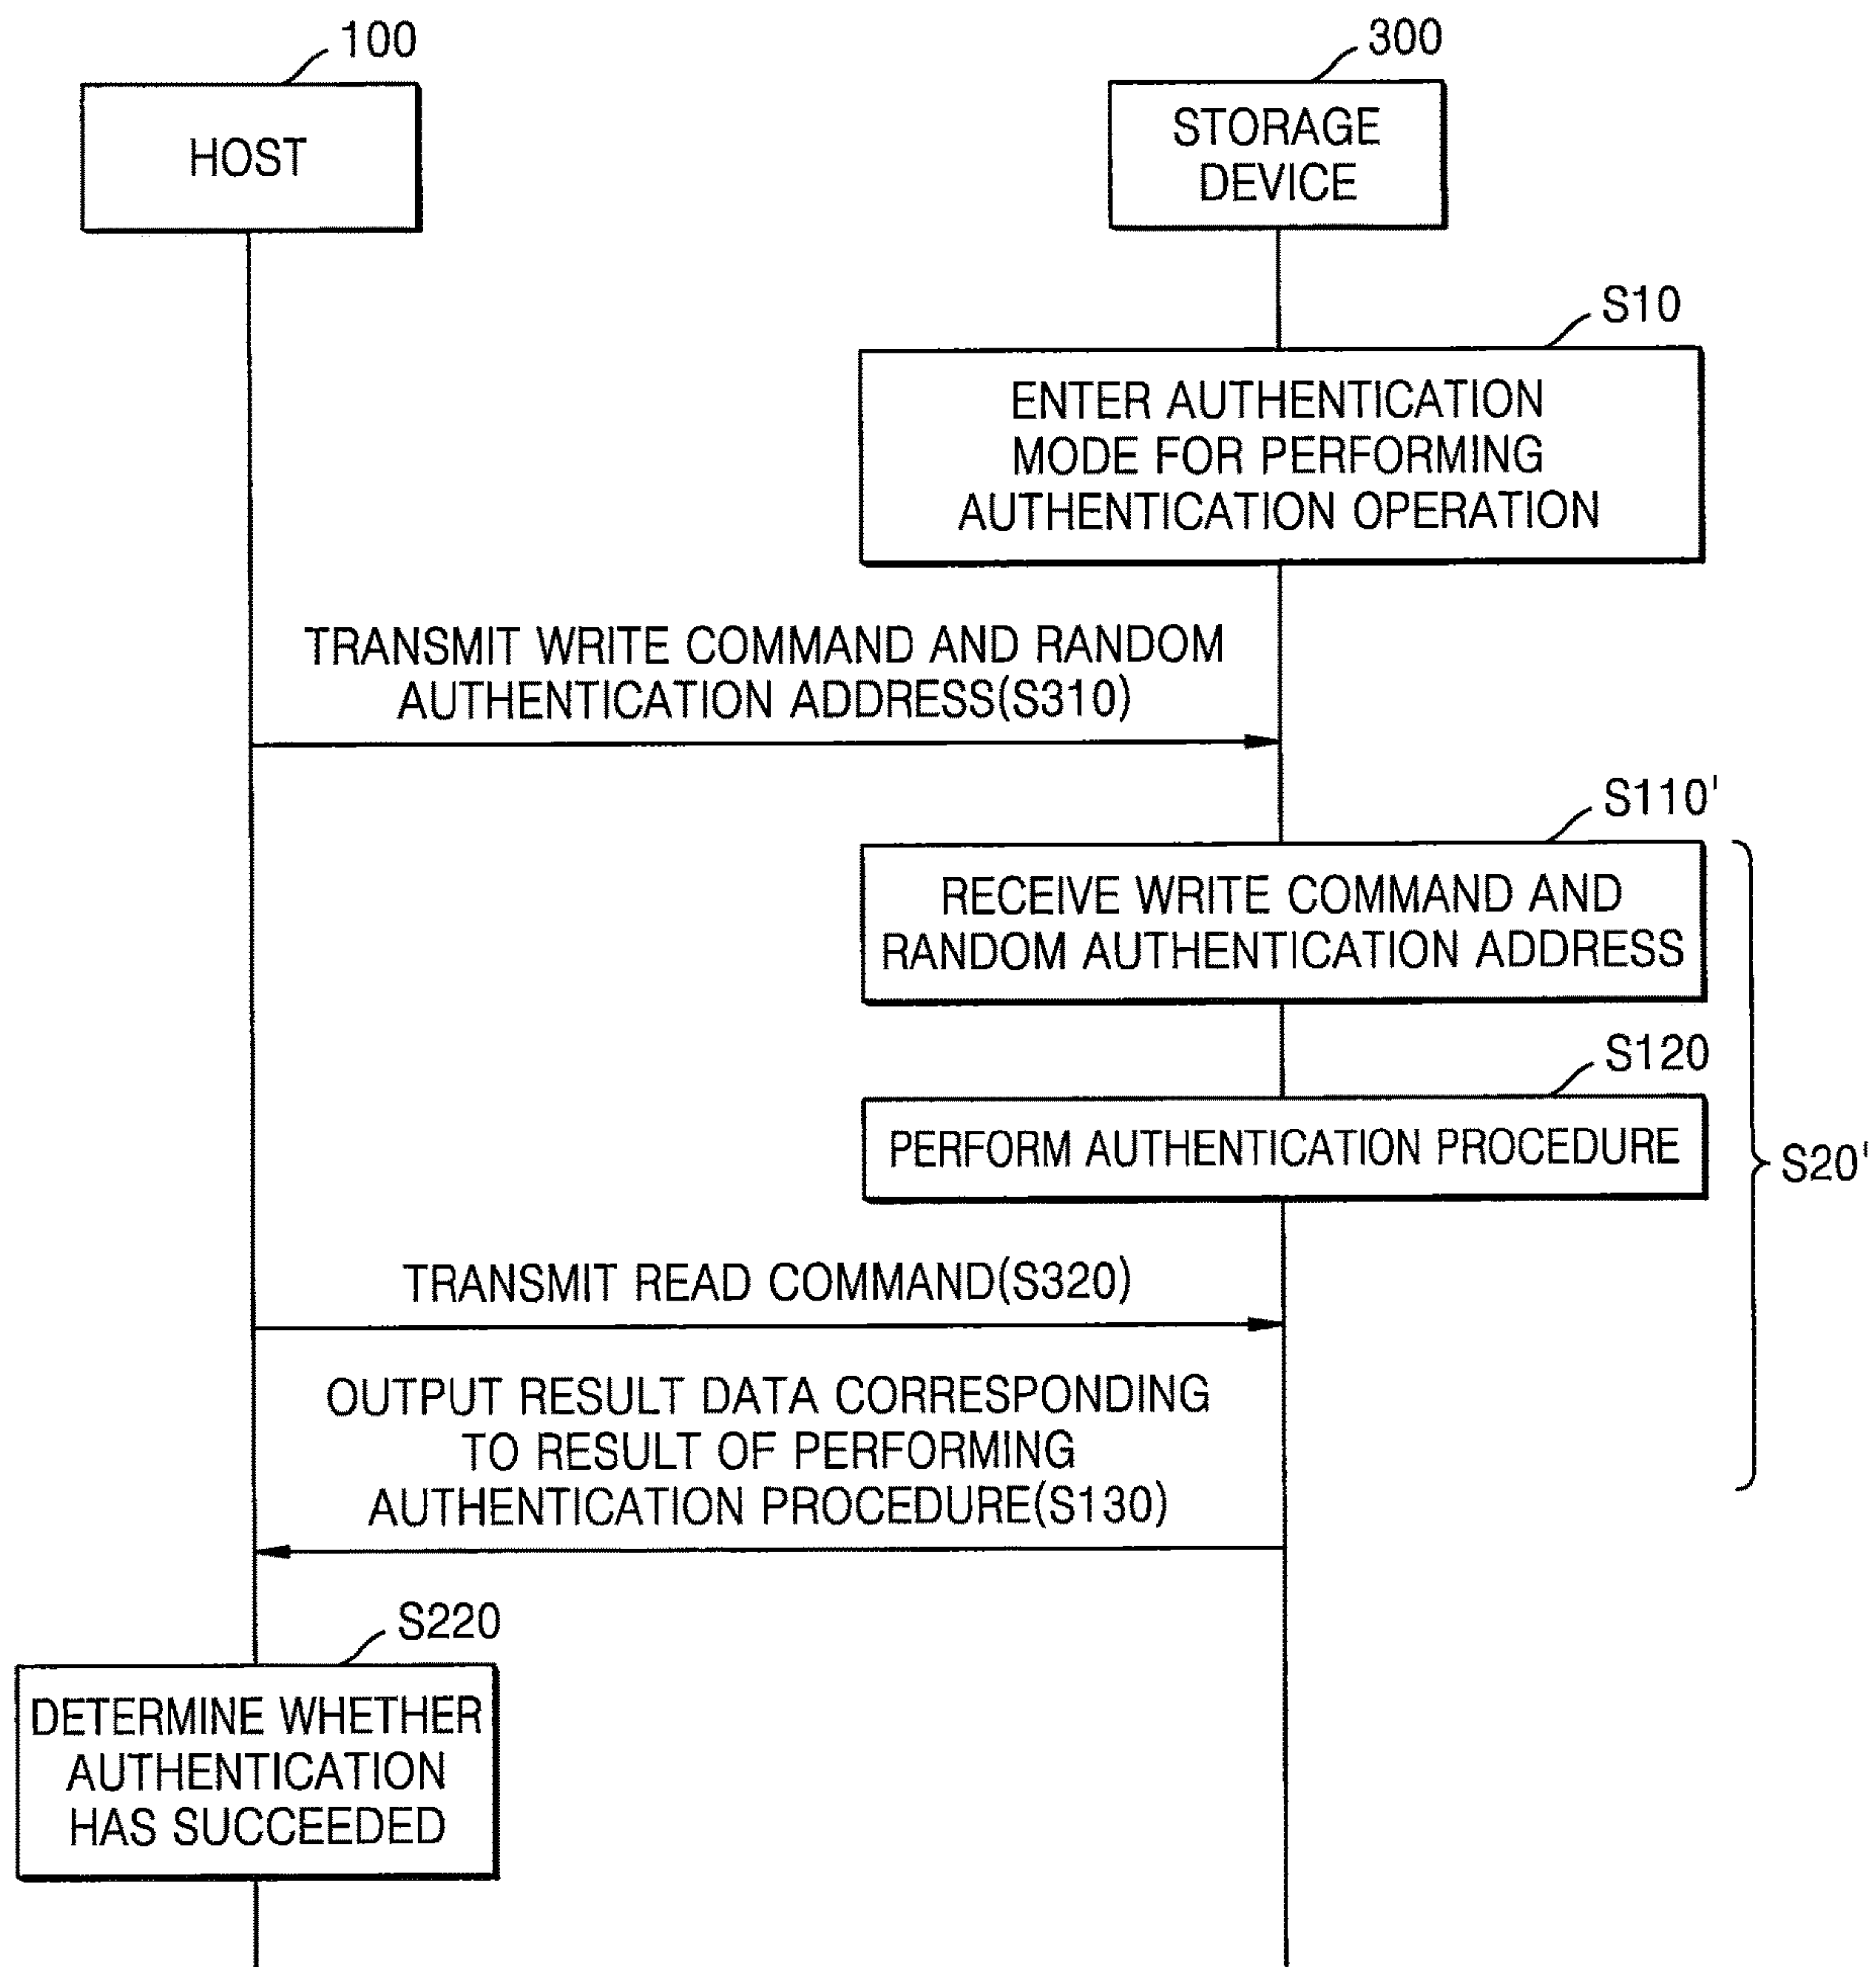 100
300
HOST
STORAGE
DEVICE
S10
ENTER AUTHENTICATION
MODE FOR PERFORMING
AUTHENTICATION OPERATION
TRANSMIT WRITE COMMAND AND RANDOM
AUTHENTICATION ADDRESS(S310)
S110'
RECEIVE WRITE COMMAND AND
RANDOM AUTHENTICATION ADDRESS
S120
PERFORM AUTHENTICATION PROCEDURE
S20'
TRANSMIT READ COMMAND(S320)
OUTPUT RESULT DATA CORRESPONDING
TO RESULT OF PERFORMING
AUTHENTICATION PROCEDURE(S130)
S220
DETERMINE WHETHER
AUTHENTICATION
HAS SUCCEEDED